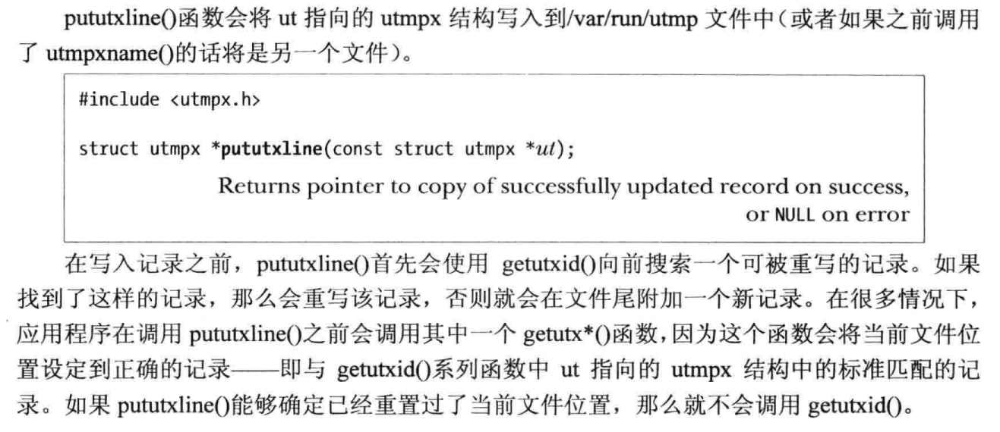 pututxline()函数会将 ut 指向的 utmpx 结构写入到/var/run/utmp 文件中（或者如果之前调用
了 utmpxname()的话将是另一个文件）。
#include <utmpx.h>
struct utmpx *pututxline(const struct utmpx *ut);
Returns pointer to copy of successfully updated record on success,
or NULL on error
在写入记录之前，pututxline()首先会使用 getutxid()向前搜索一个可被重写的记录。如果
找到了这样的记录，那么会重写该记录，否则就会在文件尾附加一个新记录。在很多情况下，
应用程序在调用 pututxline()之前会调用其中一个 getutx*()函数，因为这个函数会将当前文件位
置设定到正确的记录——即与 getutxid()系列函数中 ut 指向的 utmpx 结构中的标准匹配的记
录。如果 pututxline()能够确定已经重置过了当前文件位置，那么就不会调用 getutxid()。